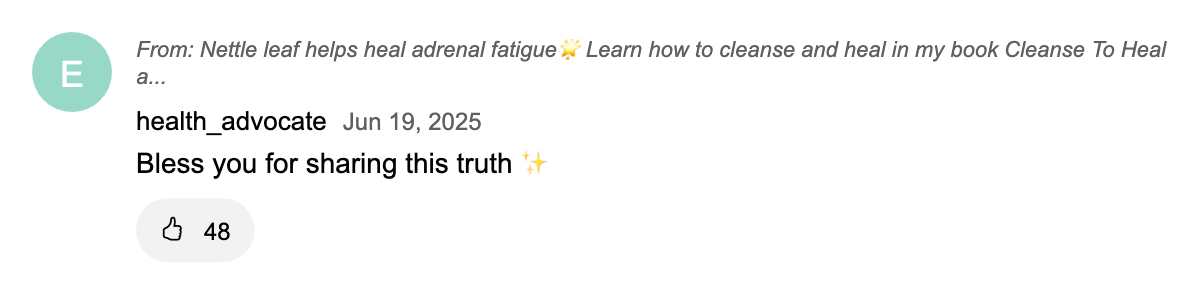 E
From: Nettle leaf helps heal adrenal fatigue🌟 Learn how to cleanse and heal in my book Cleanse To Heal
a...
health_advocate Jun 19, 2025
Bless you for sharing this truth ✨
48